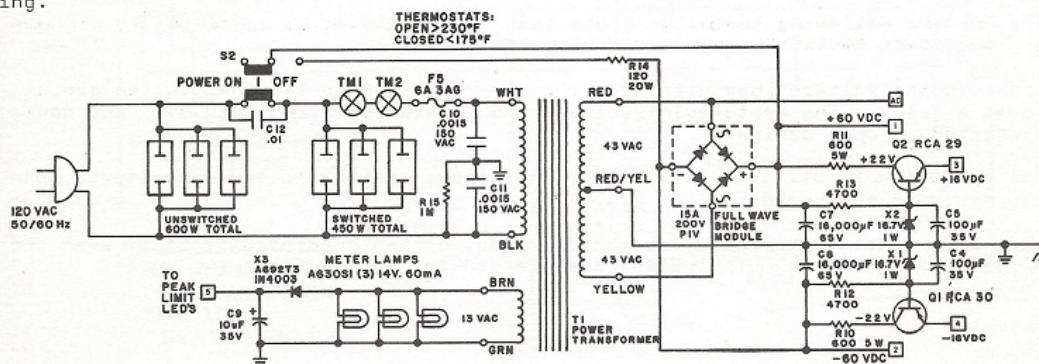 ing.
THERMOSTATS:
OPEN>230°F
CLOSED<175°F
S2
POWER ON I OFF
TM1
TM2
F5
6A 3AG
C12
.01
C10
.0015
150
VAC
C11
.0015
150 VAC
R15
1M
120 VAC
50/60 Hz
UNSWITCHED
600W TOTAL
SWITCHED
450W TOTAL
WHT
BLK
R14
120
20W
RED
43 VAC
RED/YEL
43 VAC
YELLOW
15A
200V
PIV
FULL WAVE
BRIDGE
MODULE
AC
+60 VDC
1
R11
600
5W
Q2 RCA 29
+22V
3
+16VDC
R13
4700
C7
16,000µF
65V
X2
16.7V
1W
C5
100µF
35V
C6
16,000µF
65V
X1
16.7V
1W
C4
100µF
35V
R12
4700
Q1 RCA 30
-22V
4
-16VDC
R10
600 5W
2
-60 VDC
TO
PEAK
LIMIT
LED'S
5
X3
A692T3
IN4003
C9
10µF
35V
METER LAMPS
A630SI (3) 14V. 60mA
BRN
13 VAC
GRN
T1
POWER
TRANSFORMER